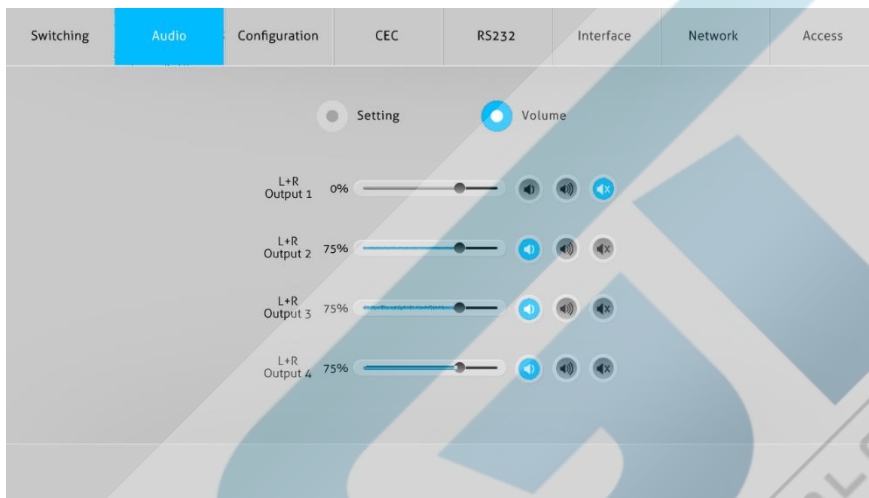 Switching Audio Configuration CEC RS232 Interface Network Access
Setting Volume
L+R
Output 1 0%
L+R
Output 2 75%
L+R
Output 3 75%
L+R
Output 4 75%